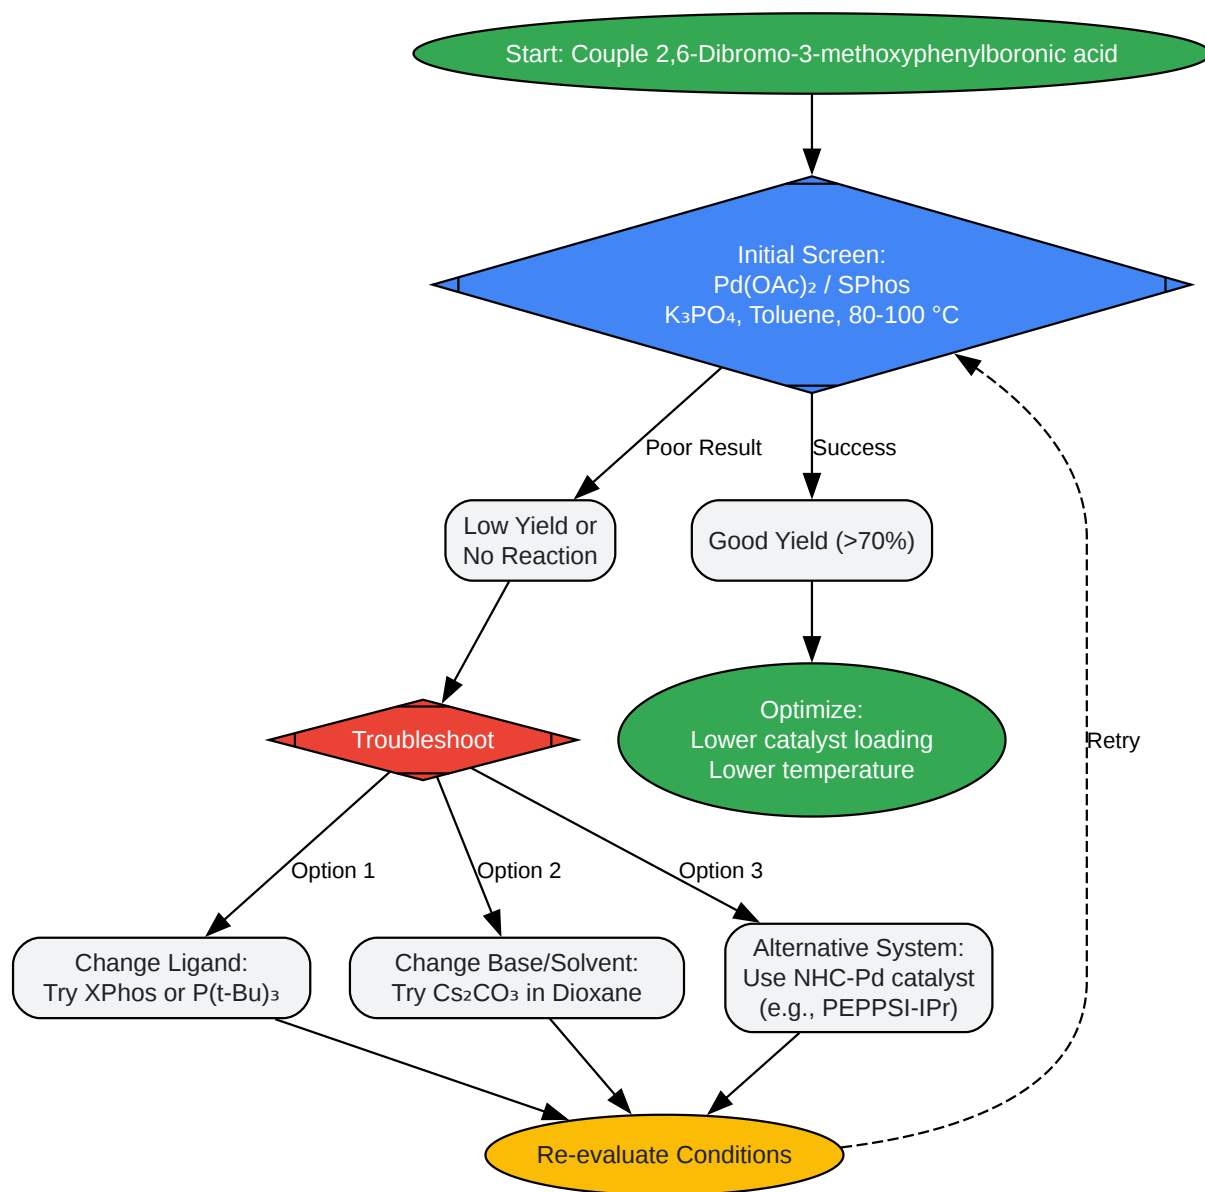 Start: Couple 2,6-Dibromo-3-methoxyphenylboronic acid
Initial Screen:
Pd(OAc)₂ / SPhos
K₃PO₄, Toluene, 80-100 °C
Poor Result
Success
Low Yield or
No Reaction
Good Yield (>70%)
Troubleshoot
Optimize:
Lower catalyst loading
Lower temperature
Retry
Option 1
Option 2
Option 3
Change Ligand:
Try XPhos or P(t-Bu)₃
Change Base/Solvent:
Try Cs₂CO₃ in Dioxane
Alternative System:
Use NHC-Pd catalyst
(e.g., PEPPSI-IPr)
Re-evaluate Conditions